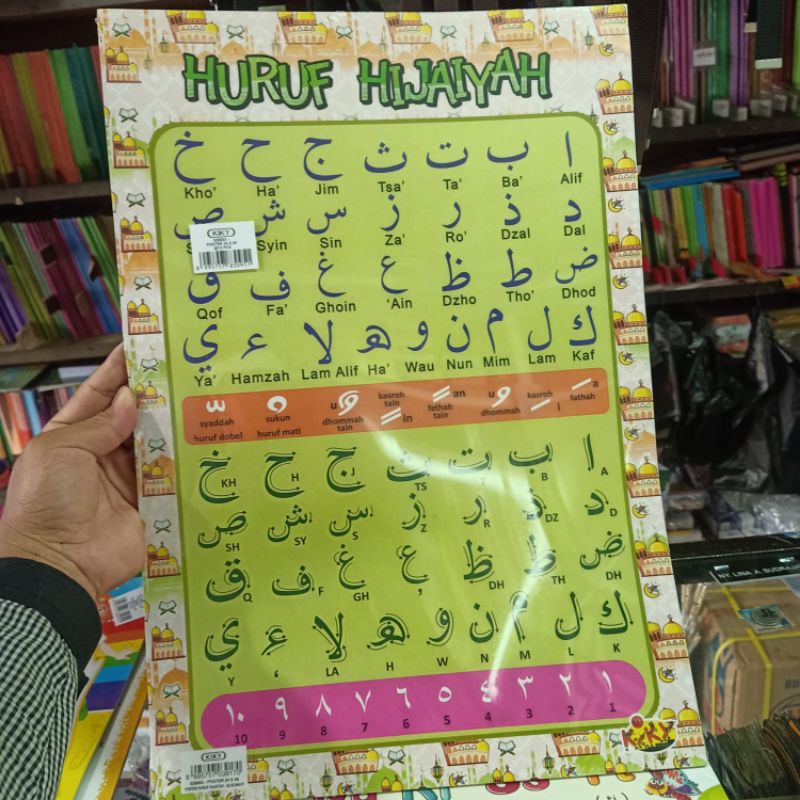 HURUF HIJAIYAH
ا ب ت ث ج ح خ
Kho' Ha' Jim Tsa' Ta' Ba' Alif
د ذ ر ز س ش ص
Syin Sin Za' Ro' Dzal Dal
KIKY
ض ط ظ ع غ ف ق
Qof Fa' Ghoin 'Ain Dzho Tho' Dhod
ك ل م ن و ه لا ء ي
Ya' Hamzah Lam Alif Ha' Wau Nun Mim Lam Kaf
syaddah huruf dobel
sukun huruf mati
u dhommah tain
kasroh tain in
an fathah tain
u dhommah
kasroh i
a fathah
ا ب ت ث ج ح خ
KH H J TS T B A
د ذ ر ز س ش ص
SH SY S Z R DZ D
ض ط ظ ع غ ف ق
Q F GH ' DH TH DH
ك ل م ن و ه لا ء ي
Y ' LA H W N M L K
١ ٢ ٣ ٤ ٥ ٦ ٧ ٨ ٩ ١٠
10 9 8 7 6 5 4 3 2 1
KIKY
KIKY